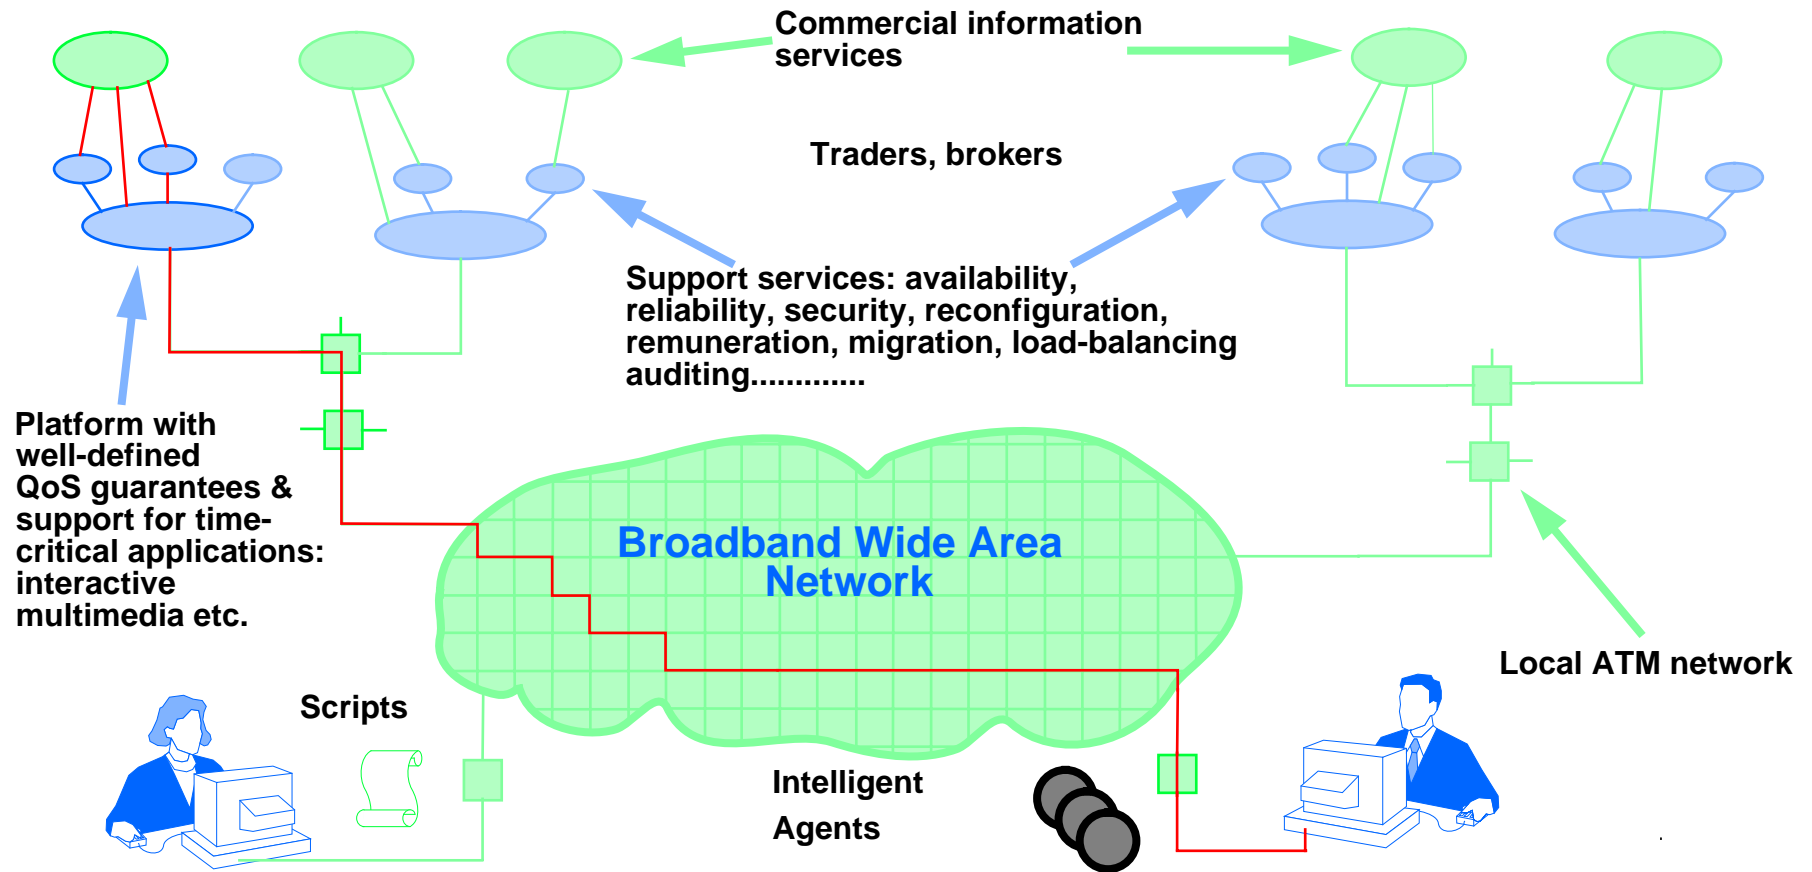 Commercial information
services
Traders, brokers
Support services: availability,
reliability, security, reconfiguration,
remuneration, migration, load-balancing
auditing.............
Platform with
well-defined
QoS guarantees &
support for time-
critical applications:
interactive
multimedia etc.
Broadband Wide Area
Network
Local ATM network
Scripts
Intelligent
Agents